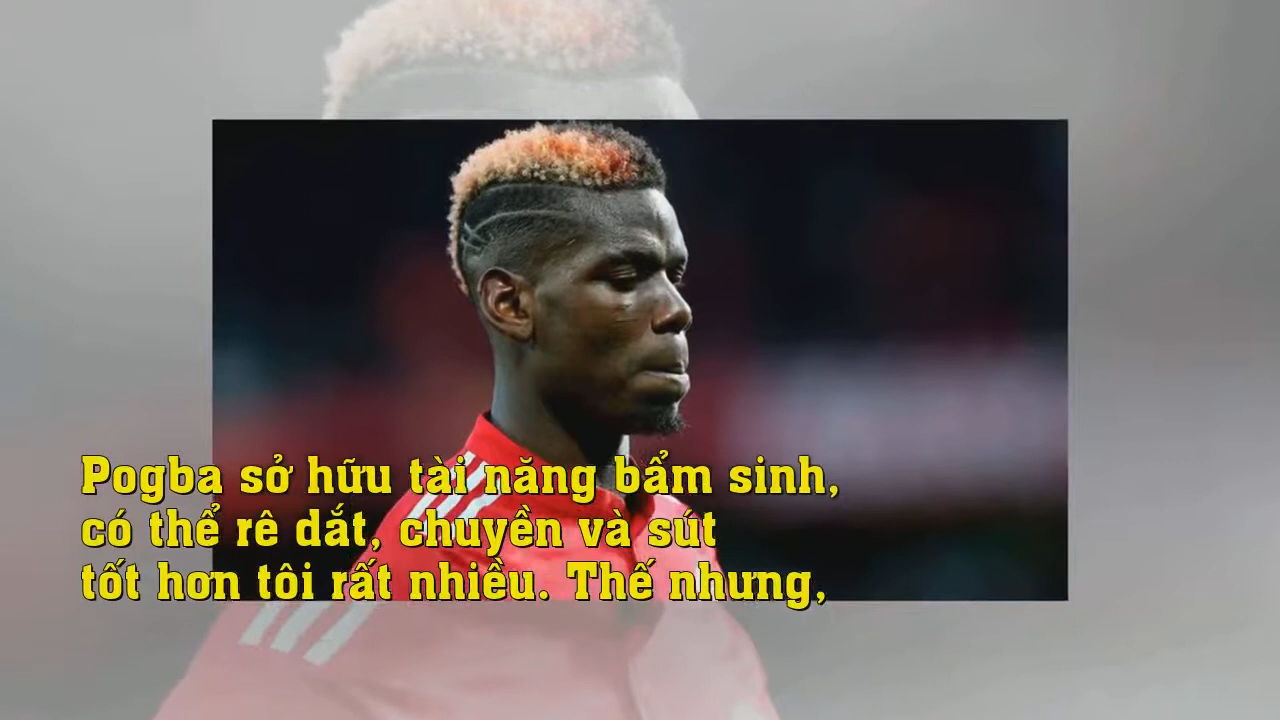 Pogba sở hữu tài năng bẩm sinh,
có thể rê dắt, chuyền và sút
tốt hơn tôi rất nhiều. Thế nhưng,